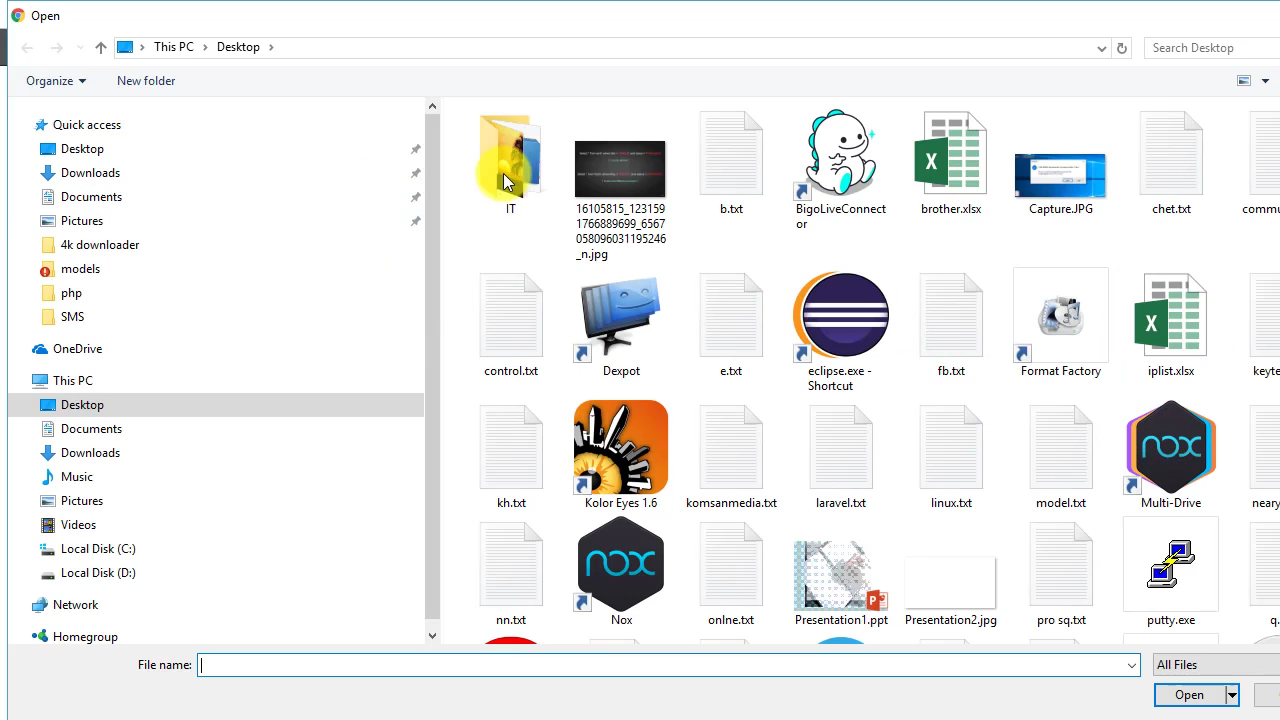 Open
This PC
Desktop
Search Desktop
Organize
New folder
Quick access
Desktop
Downloads
Documents
Pictures
4k downloader
models
php
SMS
OneDrive
This PC
Desktop
Documents
Downloads
Music
Pictures
Videos
Local Disk (C:)
Local Disk (D:)
Network
Homegroup
IT
16105815_123159
1766889699_6567
058096031195246
_n.jpg
b.txt
BigoLiveConnect
or
brother.xlsx
Capture.JPG
chet.txt
control.txt
Dexpot
e.txt
eclipse.exe -
Shortcut
fb.txt
Format Factory
iplist.xlsx
kh.txt
Kolor Eyes 1.6
komsanmedia.txt
laravel.txt
linux.txt
model.txt
nox
Multi-Drive
nn.txt
nox
Nox
onlne.txt
Presentation1.ppt
Presentation2.jpg
pro sq.txt
putty.exe
File name:
All Files
Open